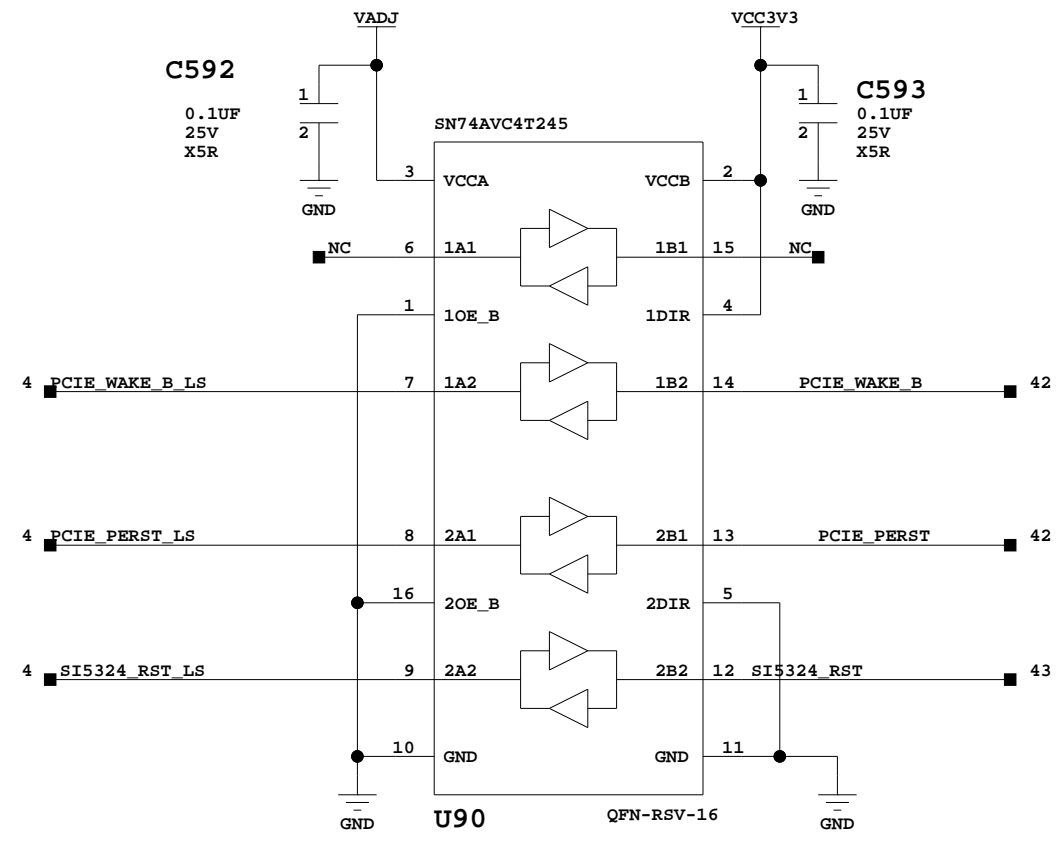 VADJ VCC3V3
C592 C593
1 1
0.1UF 0.1UF
25V 25V
X5R X5R
2 2
SN74AVC4T245
3 VCCA VCCB 2
GND GND
NC 6 1A1 1B1 15 NC
1 1OE_B 1DIR 4
4 PCIE_WAKE_B_LS 7 1A2 1B2 14 PCIE_WAKE_B 42
4 PCIE_PERST_LS 8 2A1 2B1 13 PCIE_PERST 42
16 2OE_B 2DIR 5
4 SI5324_RST_LS 9 2A2 2B2 12 SI5324_RST 43
10 GND GND 11
GND U90 QFN-RSV-16 GND